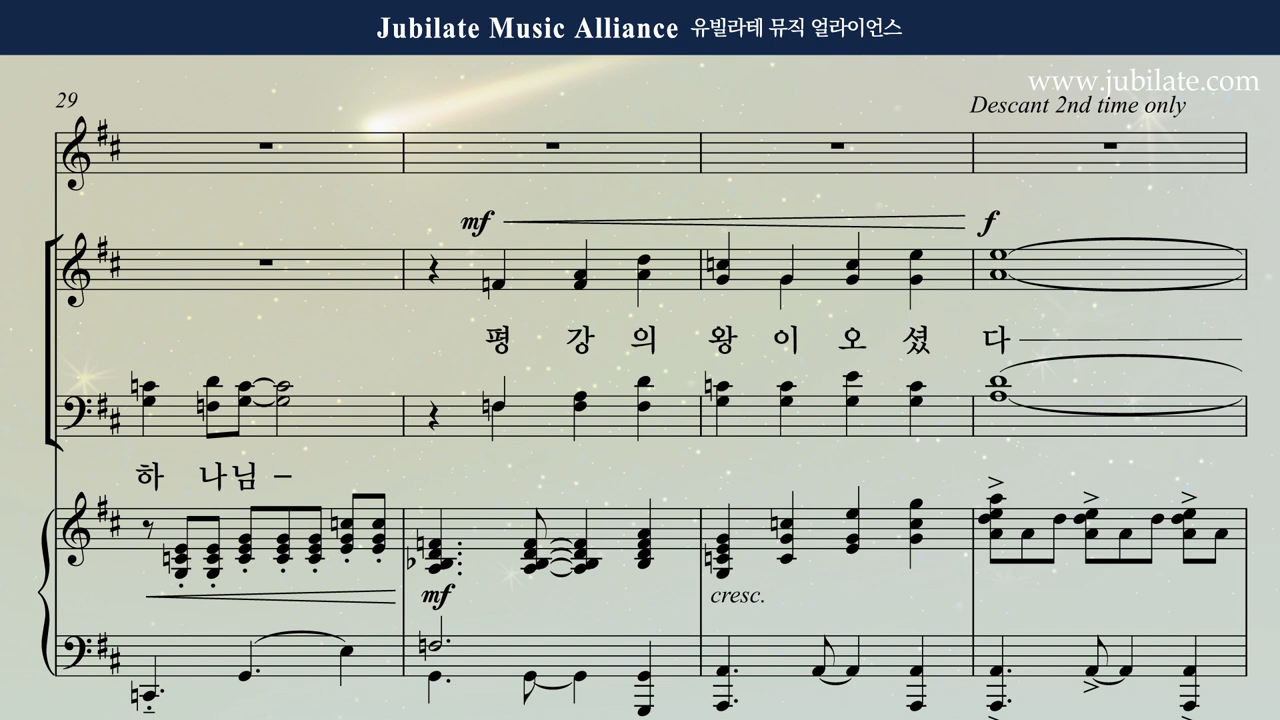 Jubilate Music Alliance 유빌라테 뮤직 얼라이언스
www.jubilate.com
29
Descant 2nd time only
mf f
평 강 의 왕 이 오 셨 다
하 나님 –
mf cresc.